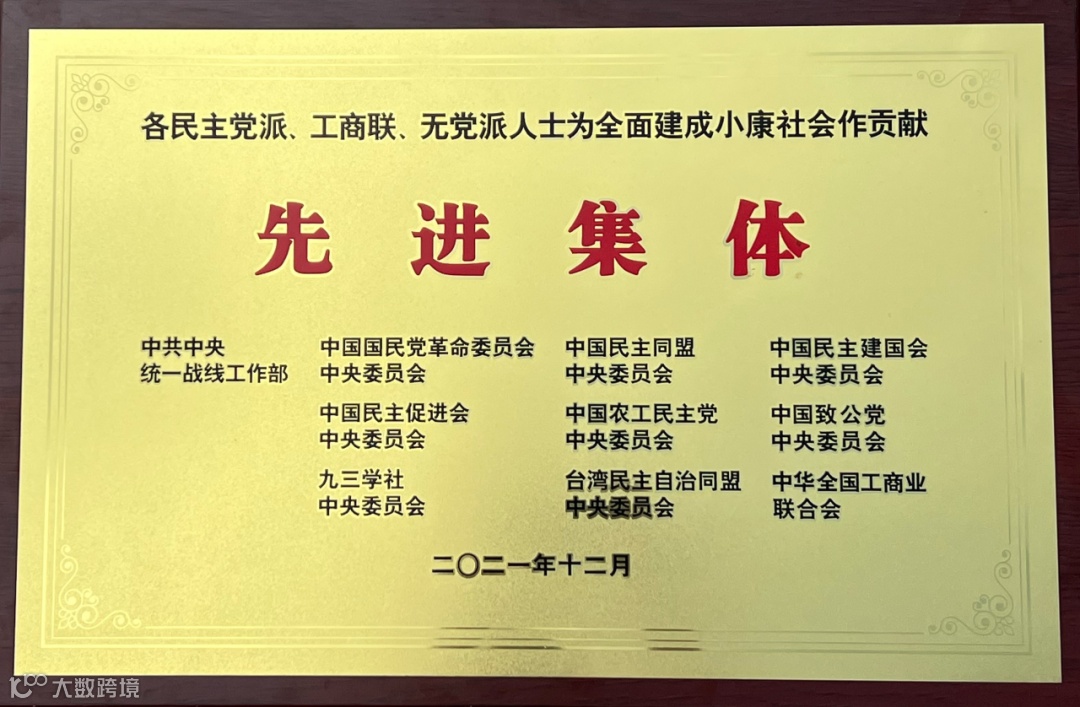 各民主党派、工商联、无党派人士为全面建成小康社会作贡献
先进集体
中共中央
统一战线工作部
中国国民党革命委员会
中央委员会
中国民主同盟
中央委员会
中国民主建国会
中央委员会
中国民主促进会
中央委员会
中国农工民主党
中央委员会
中国致公党
中央委员会
九三学社
中央委员会
台湾民主自治同盟
中央委员会
中华全国工商业
联合会
二〇二一年十二月
大数跨境